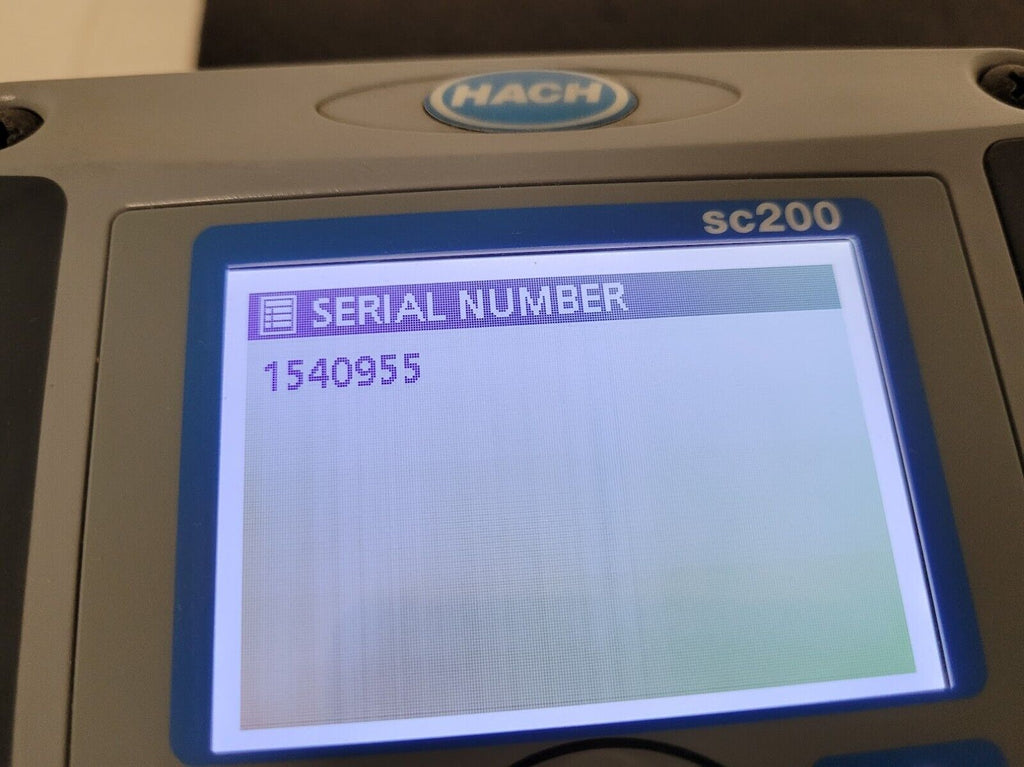 HACH
sc200
SERIAL NUMBER
1540955